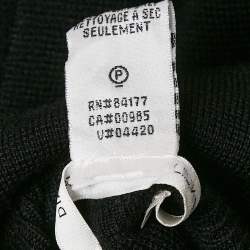 NETTOYAGE À SEC
SEULEMENT
P
RN#84177
CA#00985
V#04420